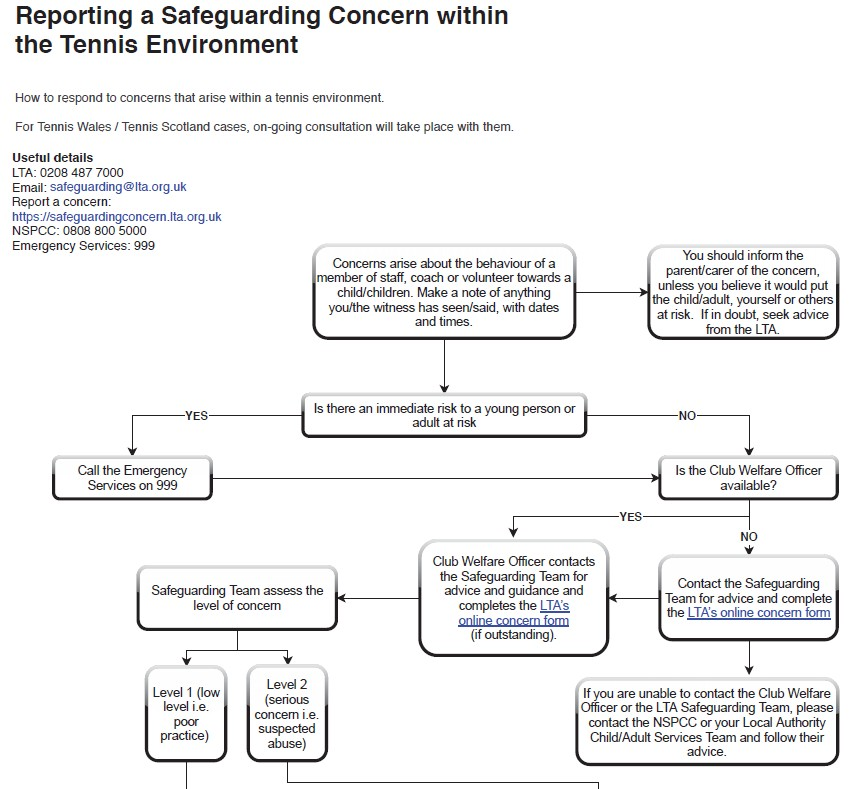 Reporting a Safeguarding Concern within
the Tennis Environment
How to respond to concerns that arise within a tennis environment.
For Tennis Wales / Tennis Scotland cases, on-going consultation will take place with them.
Useful details
LTA: 0208 487 7000
Email: safeguarding@lta.org.uk
Report a concern:
https://safeguardingconcern.lta.org.uk
NSPCC: 0808 800 5000
Emergency Services: 999
Concerns arise about the behaviour of a
member of staff, coach or volunteer towards a
child/children. Make a note of anything
you/the witness has seen/said, with dates
and times.
You should inform the
parent/carer of the concern,
unless you believe it would put
the child/adult, yourself or others
at risk. If in doubt, seek advice
from the LTA.
Is there an immediate risk to a young person or
adult at risk
YES
NO
Call the Emergency
Services on 999
Is the Club Welfare Officer
available?
YES
NO
Club Welfare Officer contacts
the Safeguarding Team for
advice and guidance and
completes the LTA's
online concern form
(if outstanding).
Contact the Safeguarding
Team for advice and complete
the LTA's online concern form
Safeguarding Team assess the
level of concern
Level 1 (low
level i.e.
poor
practice)
Level 2
(serious
concern i.e.
suspected
abuse)
If you are unable to contact the Club Welfare
Officer or the LTA Safeguarding Team, please
contact the NSPCC or your Local Authority
Child/Adult Services Team and follow their
advice.